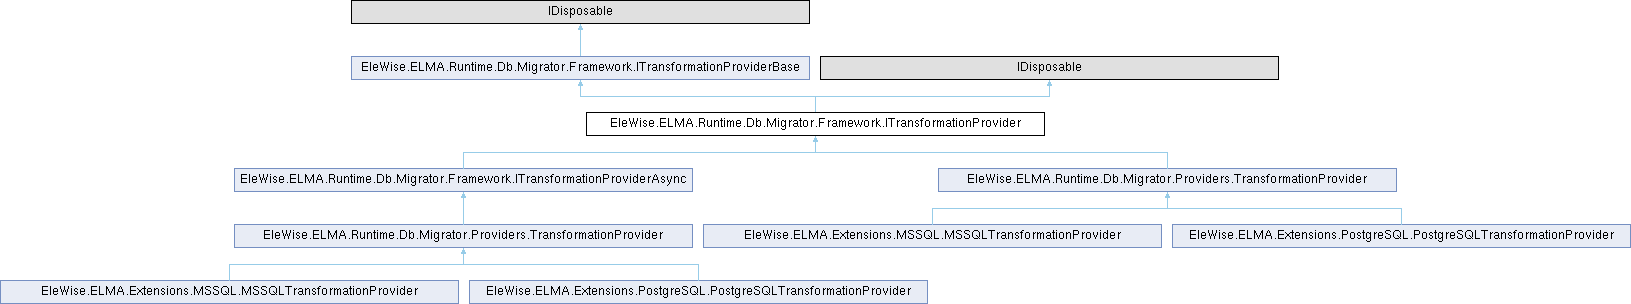 IDisposable
EleWise.ELMA.Runtime.Db.Migrator.Framework.ITransformationProviderBase
IDisposable
EleWise.ELMA.Runtime.Db.Migrator.Framework.ITransformationProvider
EleWise.ELMA.Runtime.Db.Migrator.Framework.ITransformationProviderAsync
EleWise.ELMA.Runtime.Db.Migrator.Providers.TransformationProvider
EleWise.ELMA.Runtime.Db.Migrator.Providers.TransformationProvider
EleWise.ELMA.Extensions.MSSQL.MSSQLTransformationProvider
EleWise.ELMA.Extensions.PostgreSQL.PostgreSQLTransformationProvider
EleWise.ELMA.Extensions.MSSQL.MSSQLTransformationProvider
EleWise.ELMA.Extensions.PostgreSQL.PostgreSQLTransformationProvider